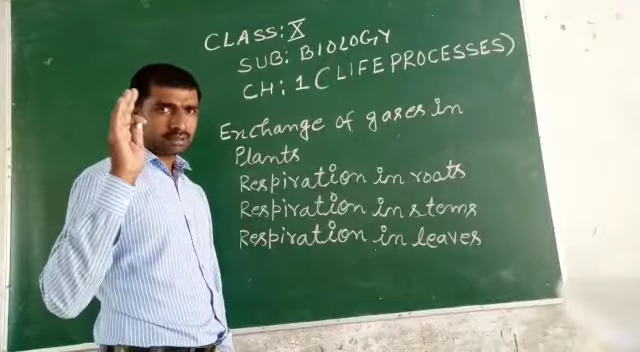 CLASS: X
SUB: BIOLOGY
CH: 1 (LIFE PROCESSES)
Exchange of gases in
Plants
Respiration in roots
Respiration in stems
Respiration in leaves